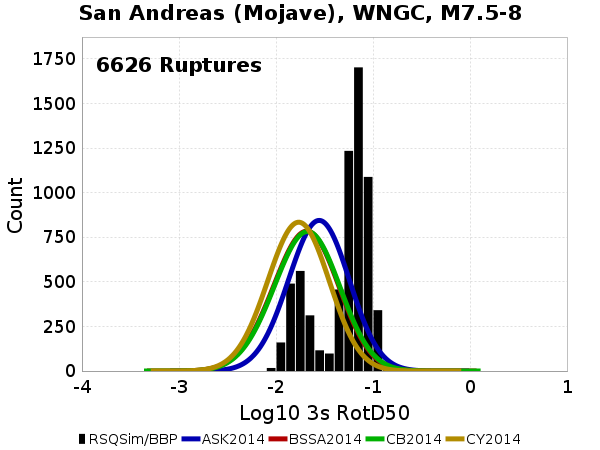 San Andreas (Mojave), WNGC, M7.5-8
6626 Ruptures
Count
1750
1500
1250
1000
750
500
250
0
-4 -3 -2 -1 0 1
Log10 3s RotD50
RSQSim/BBP ASK2014 BSSA2014 CB2014 CY2014